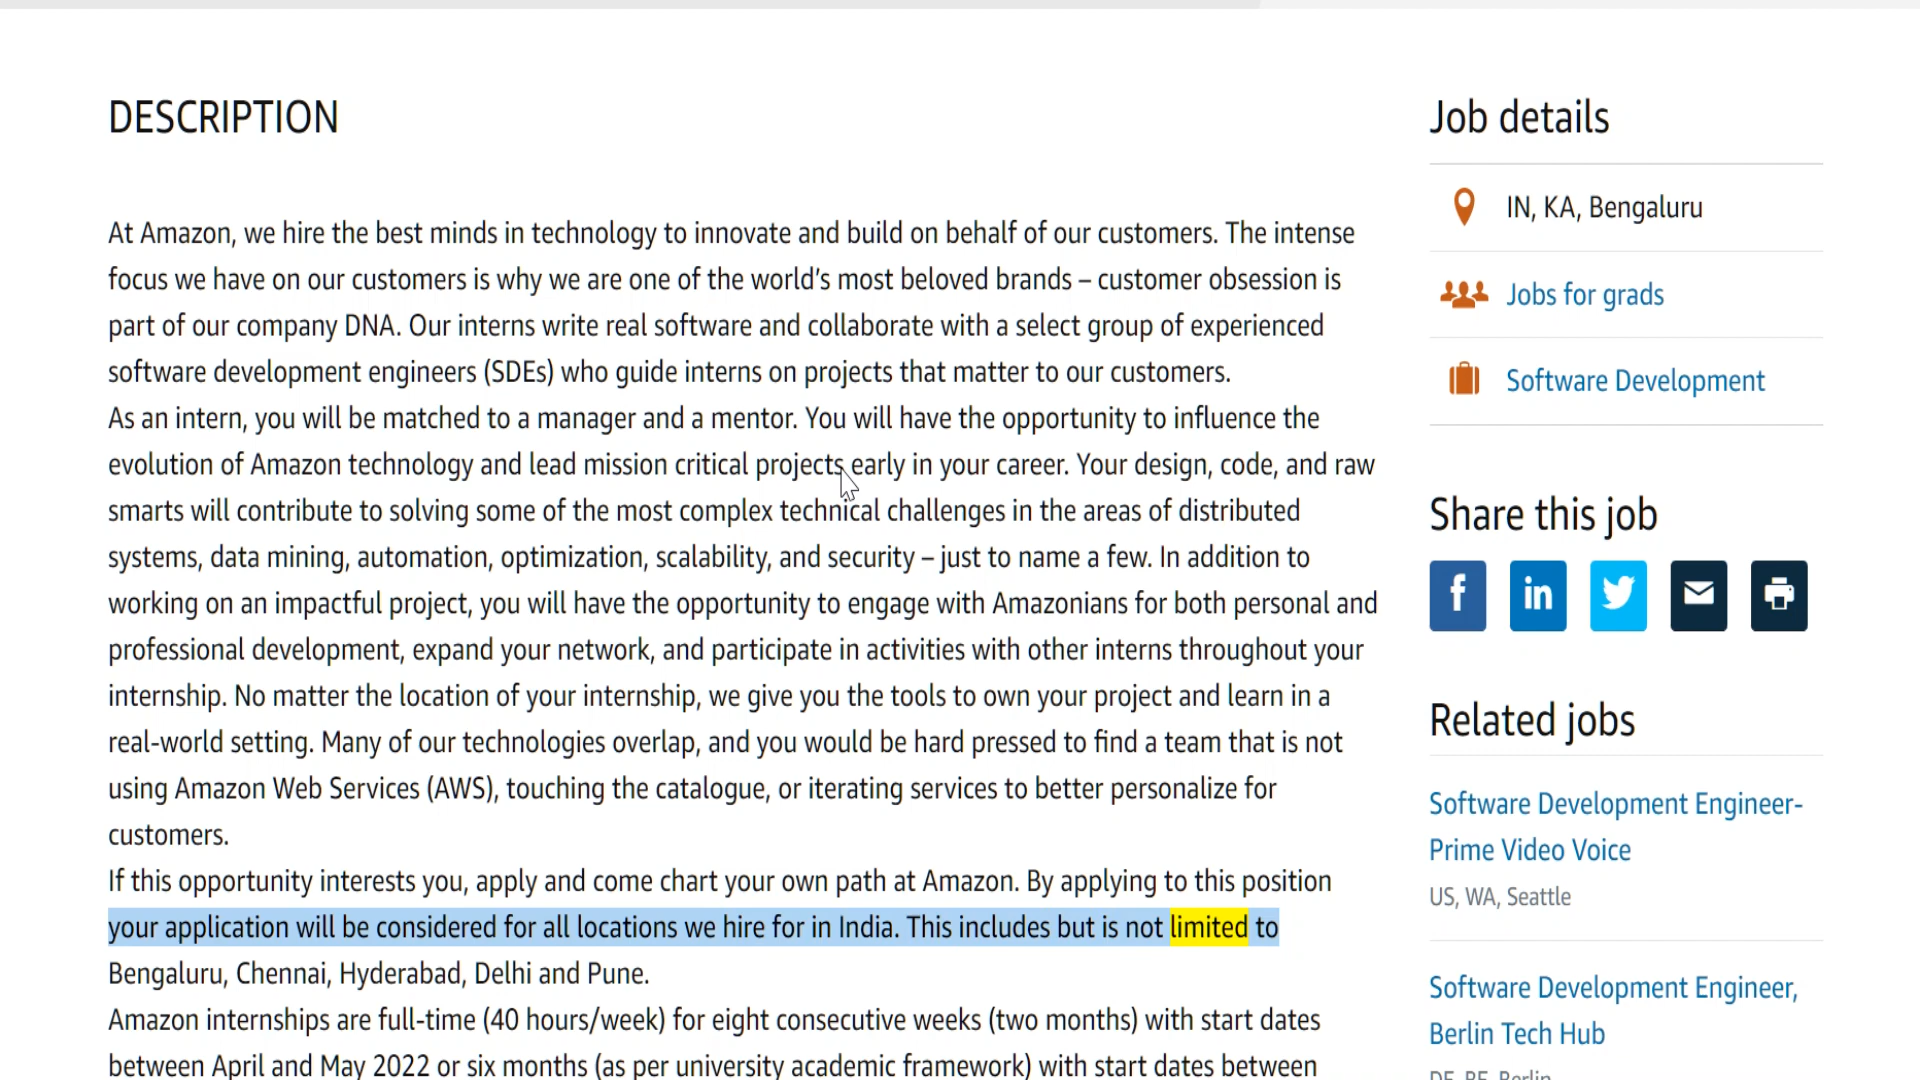 DESCRIPTION
At Amazon, we hire the best minds in technology to innovate and build on behalf of our customers. The intense
focus we have on our customers is why we are one of the world's most beloved brands – customer obsession is
part of our company DNA. Our interns write real software and collaborate with a select group of experienced
software development engineers (SDEs) who guide interns on projects that matter to our customers.
As an intern, you will be matched to a manager and a mentor. You will have the opportunity to influence the
evolution of Amazon technology and lead mission critical projects early in your career. Your design, code, and raw
smarts will contribute to solving some of the most complex technical challenges in the areas of distributed
systems, data mining, automation, optimization, scalability, and security – just to name a few. In addition to
working on an impactful project, you will have the opportunity to engage with Amazonians for both personal and
professional development, expand your network, and participate in activities with other interns throughout your
internship. No matter the location of your internship, we give you the tools to own your project and learn in a
real-world setting. Many of our technologies overlap, and you would be hard pressed to find a team that is not
using Amazon Web Services (AWS), touching the catalogue, or iterating services to better personalize for
customers.
If this opportunity interests you, apply and come chart your own path at Amazon. By applying to this position
your application will be considered for all locations we hire for in India. This includes but is not limited to
Bengaluru, Chennai, Hyderabad, Delhi and Pune.
Amazon internships are full-time (40 hours/week) for eight consecutive weeks (two months) with start dates
between April and May 2022 or six months (as per university academic framework) with start dates between
Job details
IN, KA, Bengaluru
Jobs for grads
Software Development
Share this job
Related jobs
Software Development Engineer-
Prime Video Voice
US, WA, Seattle
Software Development Engineer,
Berlin Tech Hub
DE, BE, Berlin